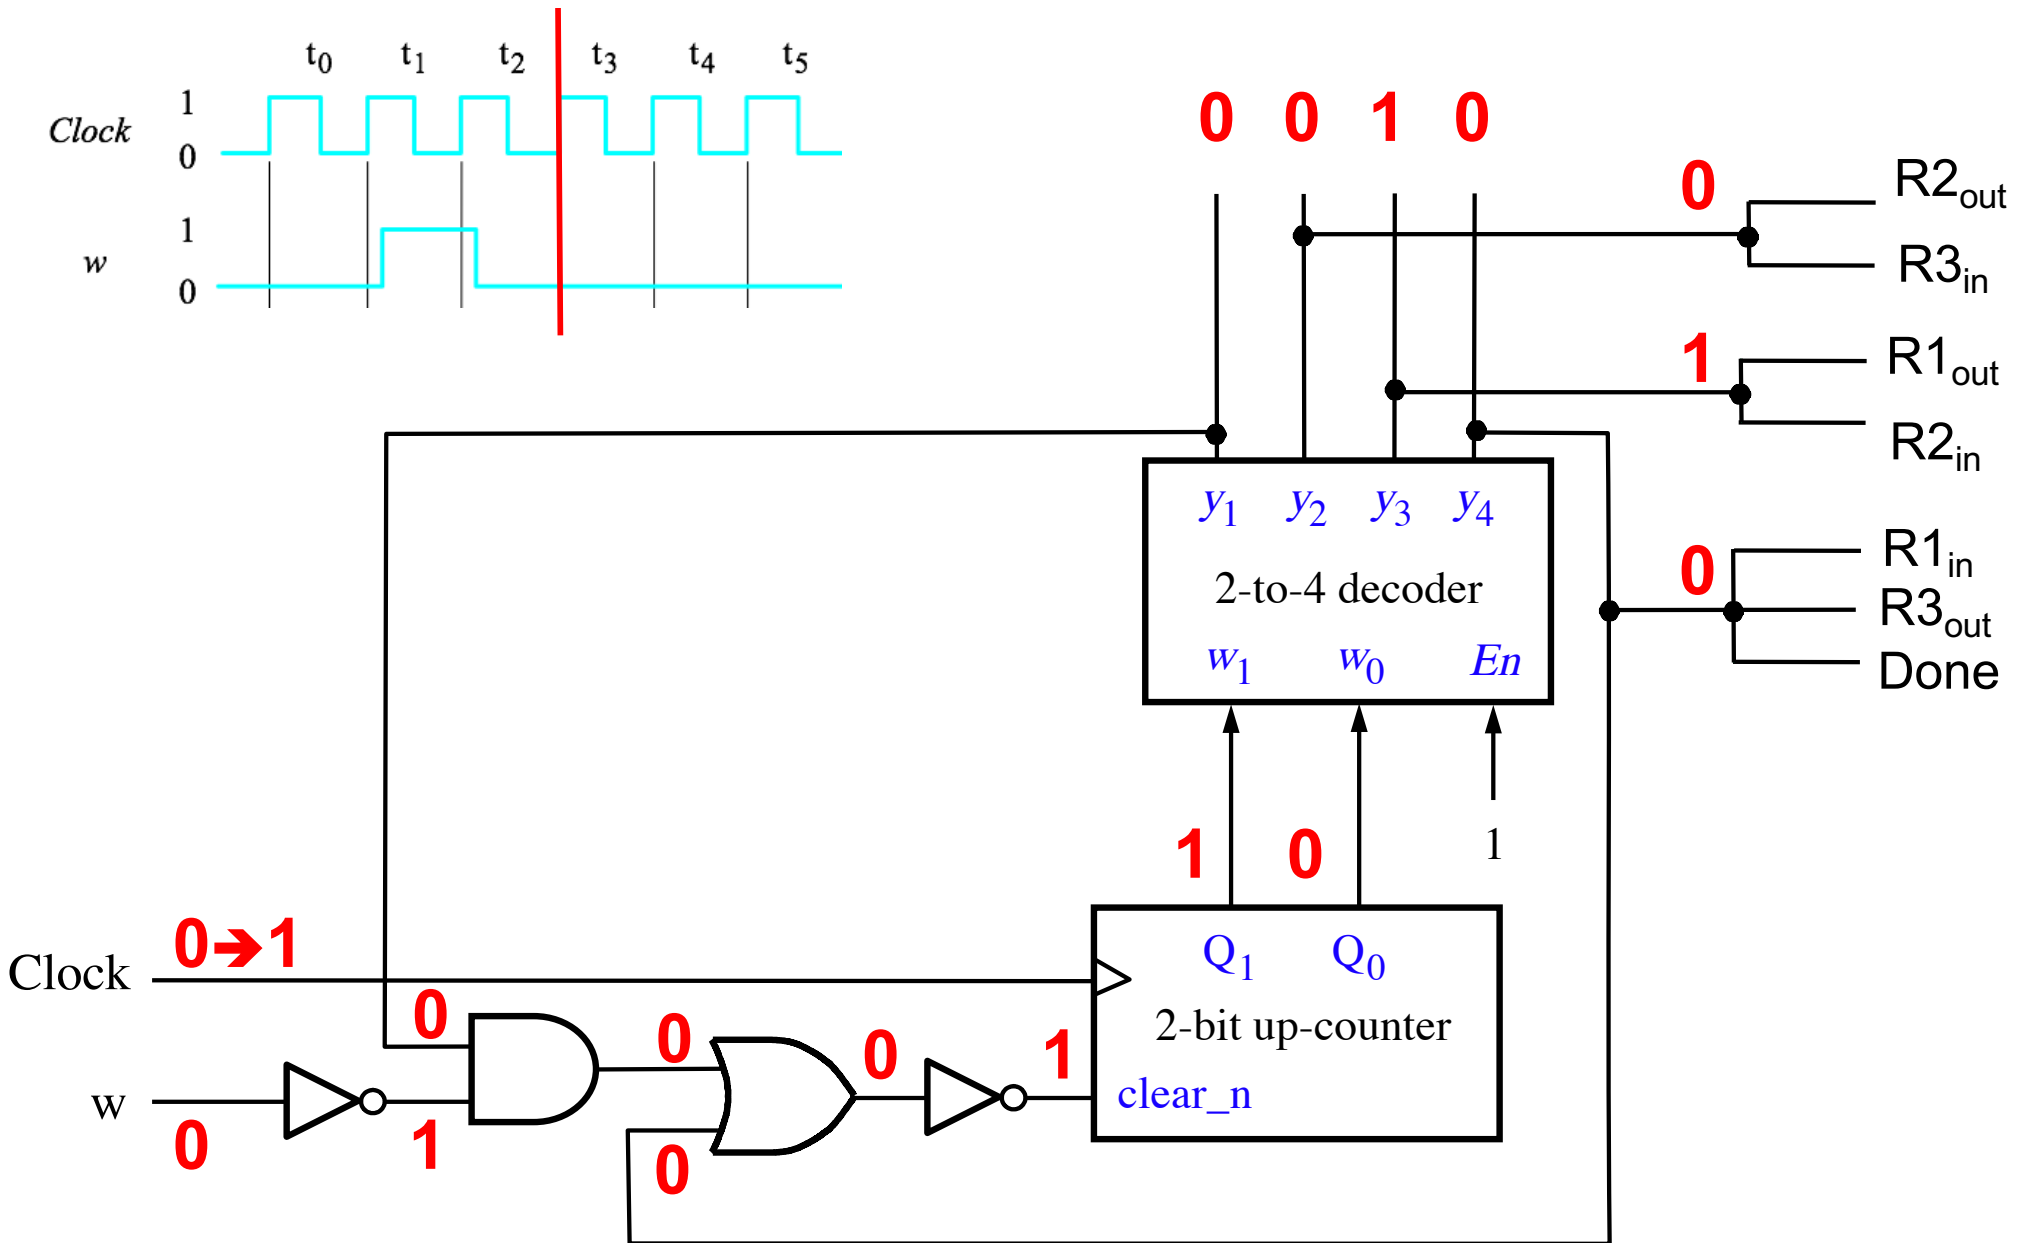 t0 t1 t2 t3 t4 t5
1
Clock
0
1
w
0
0 0 1 0
0
R2out
R3in
1
R1out
R2in
y1 y2 y3 y4
2-to-4 decoder
w1 w0 En
0
R1in
R3out
Done
1 0 1
Clock
0➔1
Q1 Q0
2-bit up-counter
clear_n
0
0
0
1
w
0
1
0